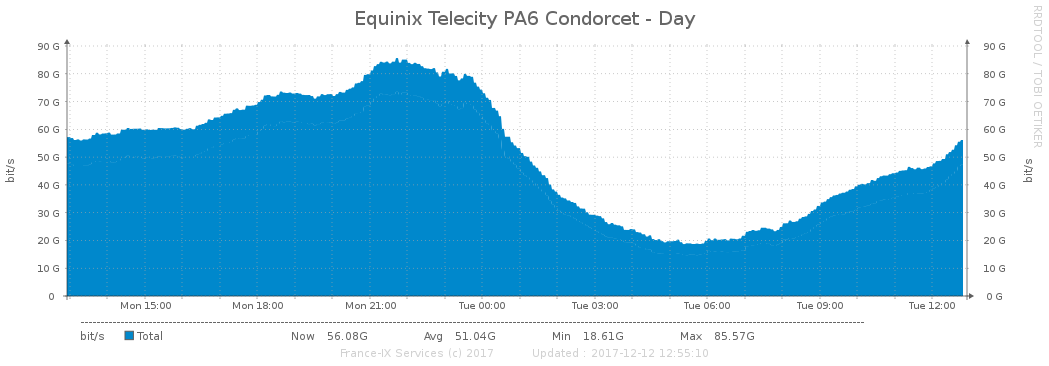 Equinix Telecity PA6 Condorcet - Day
RRDTOOL / TOBI OETIKER
90 G 90 G
80 G 80 G
70 G 70 G
60 G 60 G
50 G 50 G
40 G 40 G
30 G 30 G
20 G 20 G
10 G 10 G
0 0 G
bit/s bit/s
Mon 15:00 Mon 18:00 Mon 21:00 Tue 00:00 Tue 03:00 Tue 06:00 Tue 09:00 Tue 12:00
bit/s Total Now 56.08G Avg 51.04G Min 18.61G Max 85.57G
France-IX Services (c) 2017 Updated : 2017-12-12 12:55:10